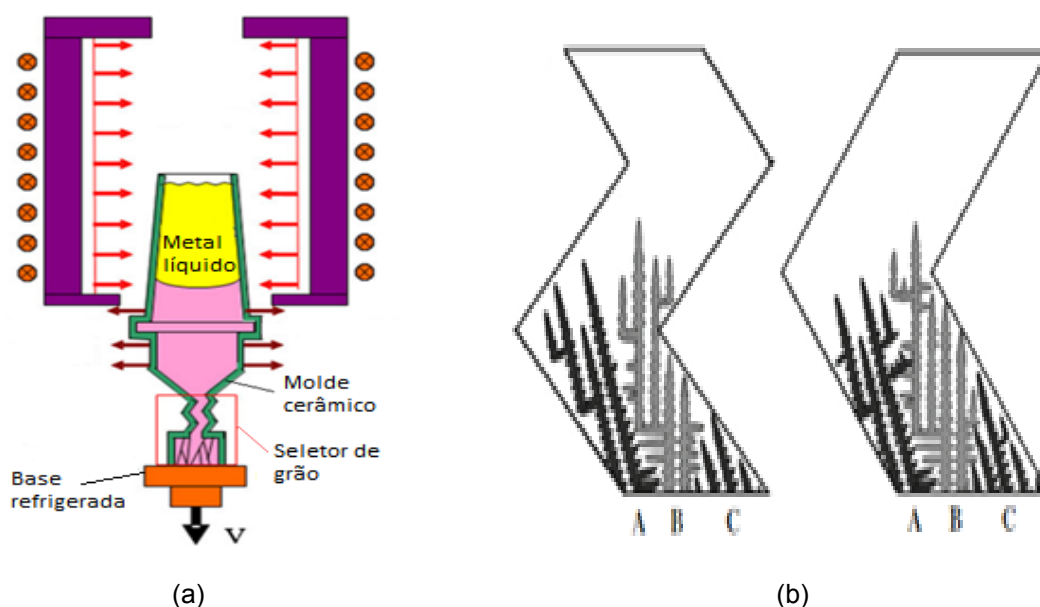 Metal
líquido
Molde
cerâmico
Seletor de
grão
Base
refrigerada
V
A B C
A B C
(a)
(b)